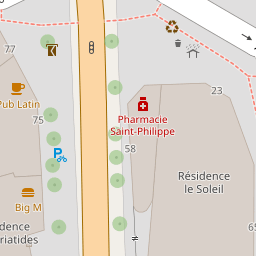 77
23
Pub Latin
Pharmacie
Saint-Philippe
75
58
Résidence
le Soleil
Big M
65
dence
riatides